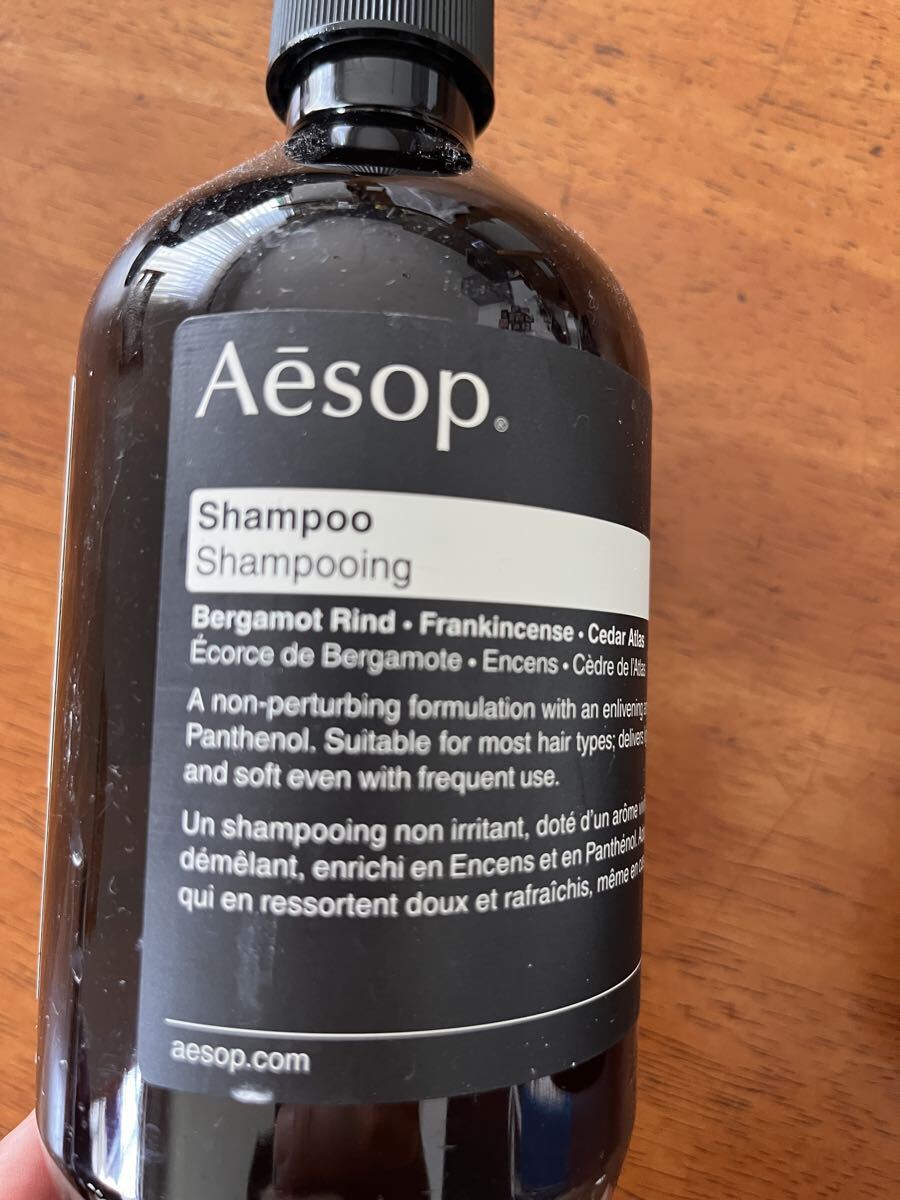 Aēsop®
Shampoo
Shampooing
Bergamot Rind • Frankincense • Cedar Atlas
Écorce de Bergamote • Encens • Cèdre de l'Atlas
A non-perturbing formulation with an enlivening
Panthenol. Suitable for most hair types; delivers
and soft even with frequent use.
Un shampooing non irritant, doté d'un arôme
démêlant, enrichi en Encens et en Panthénol.
qui en ressortent doux et rafraîchis, même en
aesop.com